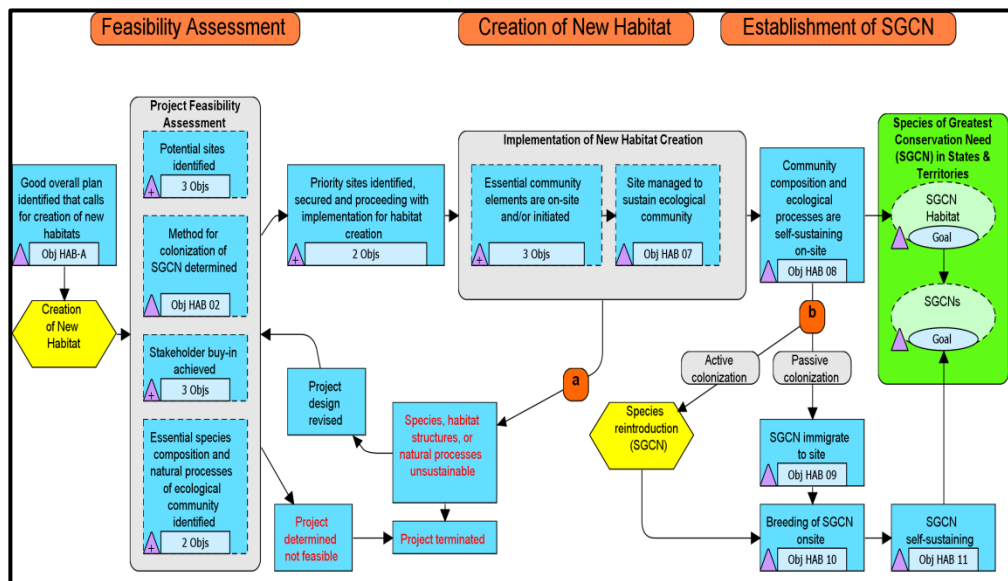 Feasibility Assessment
Creation of New Habitat
Establishment of SGCN
Good overall plan
identified that calls for
creation of new
habitats
Obj HAB-A
Creation
of New
Habitat
Project Feasibility
Assessment
Potential sites
identified
+
3 Objs
Method for
colonization of
SGCN determined
Obj HAB 02
Stakeholder buy-in
achieved
+
3 Objs
Essential species
composition and
natural processes
of ecological
community identified
+
2 Objs
Priority sites identified,
secured and proceeding with
implementation for habitat
creation
+
2 Objs
Implementation of New Habitat Creation
Essential community
elements are on-site
and/or initiated
+
3 Objs
Site managed to
sustain ecological
community
Obj HAB 07
Community
composition and
ecological
processes are
self-sustaining
on-site
Obj HAB 08
Species of Greatest
Conservation Need
(SGCN) in States &
Territories
SGCN
Habitat
Goal
SGCNs
Goal
a
b
Active
colonization
Passive
colonization
Project
design
revised
Species, habitat
structures, or
natural processes
unsustainable
Project
determined
not feasible
Project terminated
Species
reintroduction
(SGCN)
SGCN immigrate
to site
Obj HAB 09
Breeding of SGCN
onsite
Obj HAB 10
SGCN
self-sustaining
Obj HAB 11